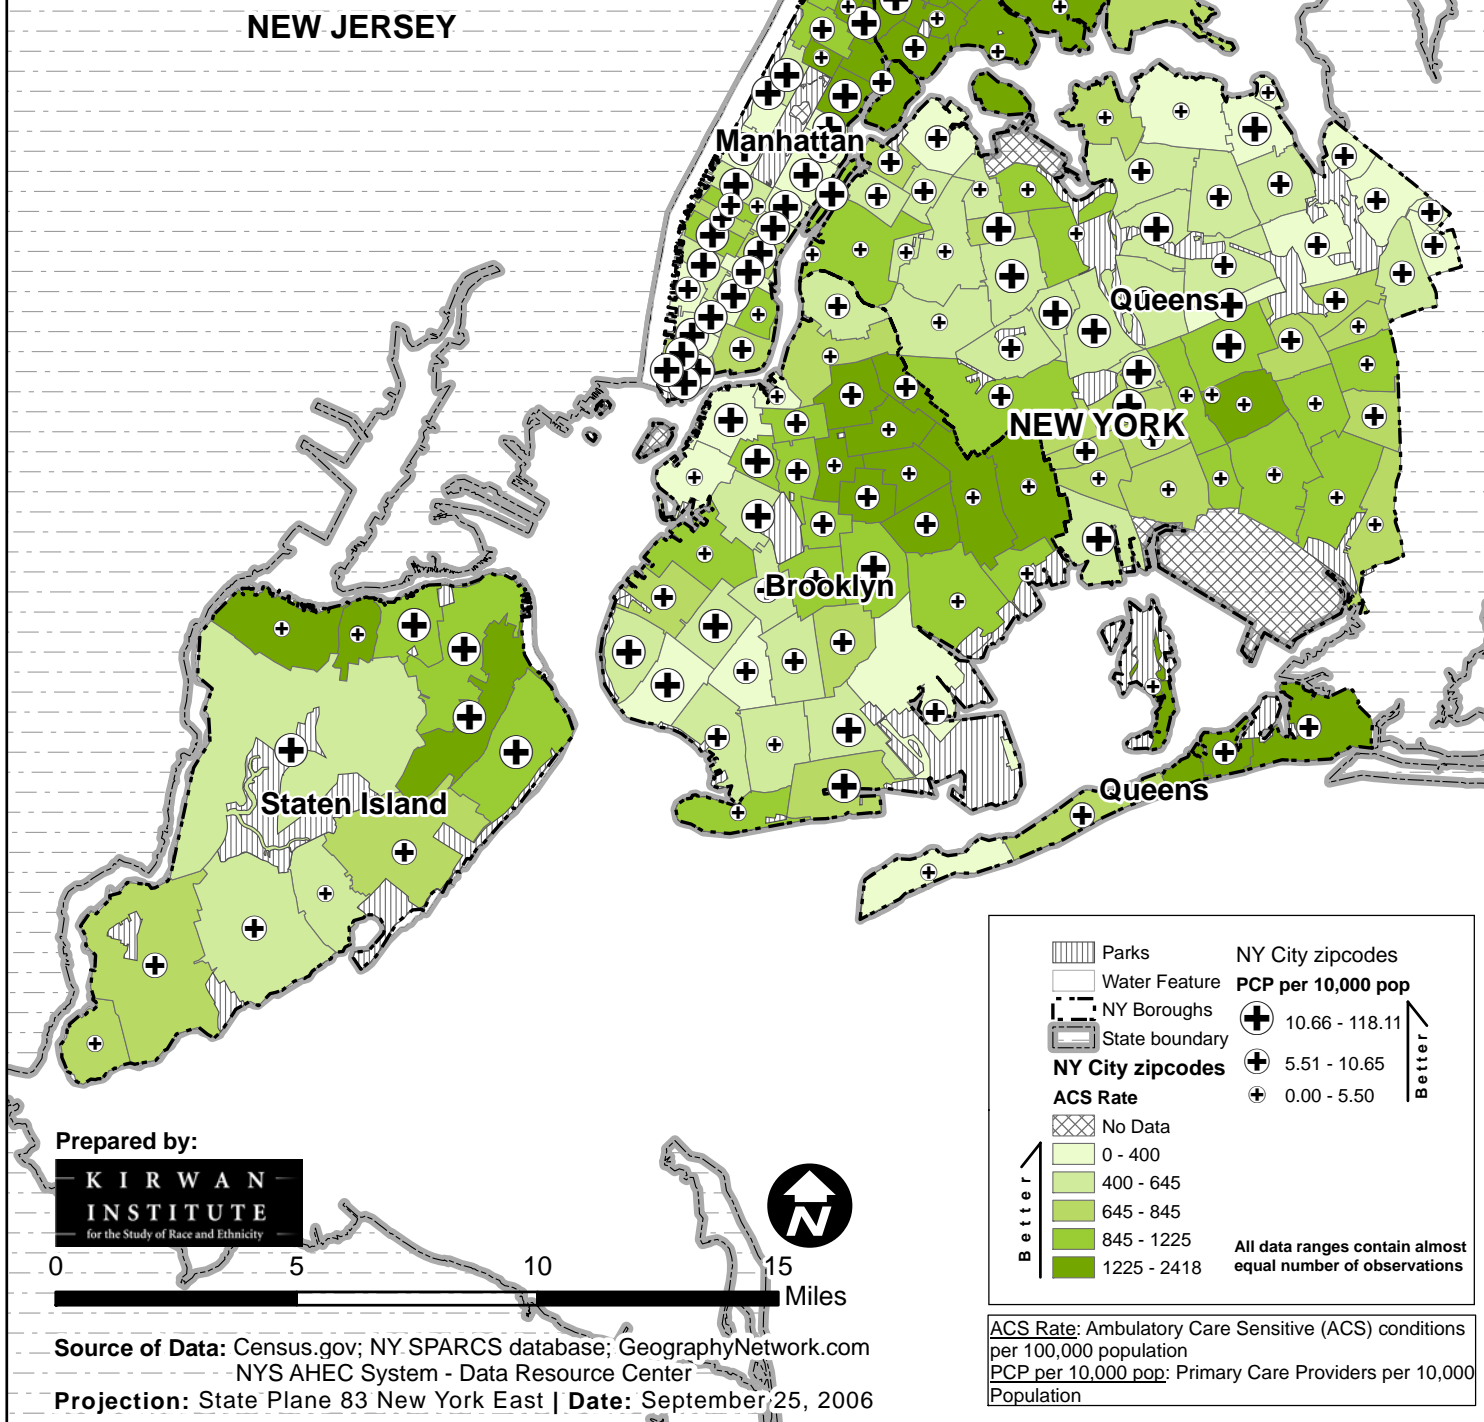 NEW JERSEY
Manhattan
Queens
NEW YORK
Brooklyn
Staten Island
Queens
Parks
Water Feature
NY Boroughs
State boundary
NY City zipcodes
ACS Rate
No Data
0 - 400
400 - 645
645 - 845
845 - 1225
1225 - 2418
Better
NY City zipcodes
PCP per 10,000 pop
10.66 - 118.11
5.51 - 10.65
0.00 - 5.50
Better
All data ranges contain almost
equal number of observations
ACS Rate: Ambulatory Care Sensitive (ACS) conditions
per 100,000 population
PCP per 10,000 pop: Primary Care Providers per 10,000
Population
Prepared by:
KIRWAN
INSTITUTE
for the Study of Race and Ethnicity
N
0 5 10 15
Miles
Source of Data: Census.gov; NY SPARCS database; GeographyNetwork.com
NYS AHEC System - Data Resource Center
Projection: State Plane 83 New York East | Date: September 25, 2006